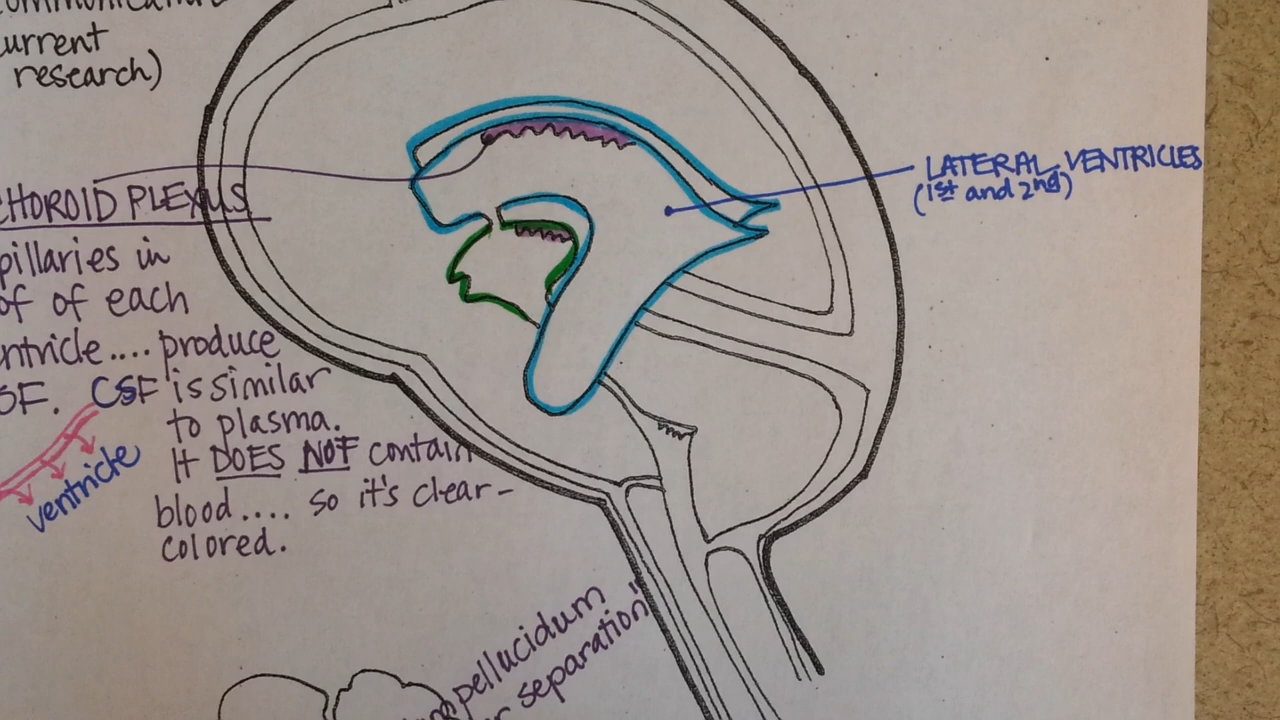 urrent
research)
CHOROID PLEXUS
pillaries in
of of each
ntricle.... produce
SF. CSF is similar
to plasma.
It DOES NOT contain
blood.... so it's clear-
colored.
ventricle
LATERAL VENTRICLES
(1st and 2nd)
pellucidum
separation"